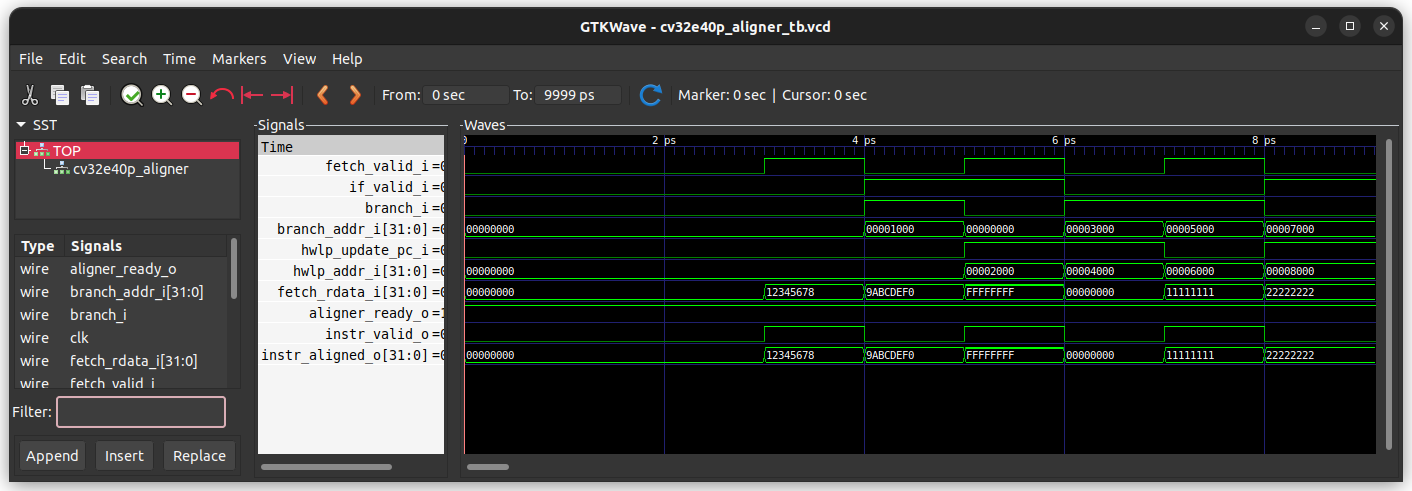 GTKWave - cv32e40p_aligner_tb.vcd
File Edit Search Time Markers View Help
From: 0 sec To: 9999 ps Marker: 0 sec | Cursor: 0 sec
SST
TOP
cv32e40p_aligner
Type Signals
wire aligner_ready_o
wire branch_addr_i[31:0]
wire branch_i
wire clk
wire fetch_rdata_i[31:0]
wire fetch_valid_i
Filter:
Append Insert Replace
Signals
Time
fetch_valid_i=0
if_valid_i=0
branch_i=0
branch_addr_i[31:0]=0
hwlp_update_pc_i=0
hwlp_addr_i[31:0]=0
fetch_rdata_i[31:0]=0
aligner_ready_o=1
instr_valid_o=0
instr_aligned_o[31:0]=0
Waves
0 2 ps 4 ps 6 ps 8 ps
00000000 00001000 00000000 00003000 00005000 00007000
00000000 00002000 00004000 00006000 00008000
00000000 12345678 9ABCDEF0 FFFFFFFF 00000000 11111111 22222222
00000000 12345678 9ABCDEF0 FFFFFFFF 00000000 11111111 22222222